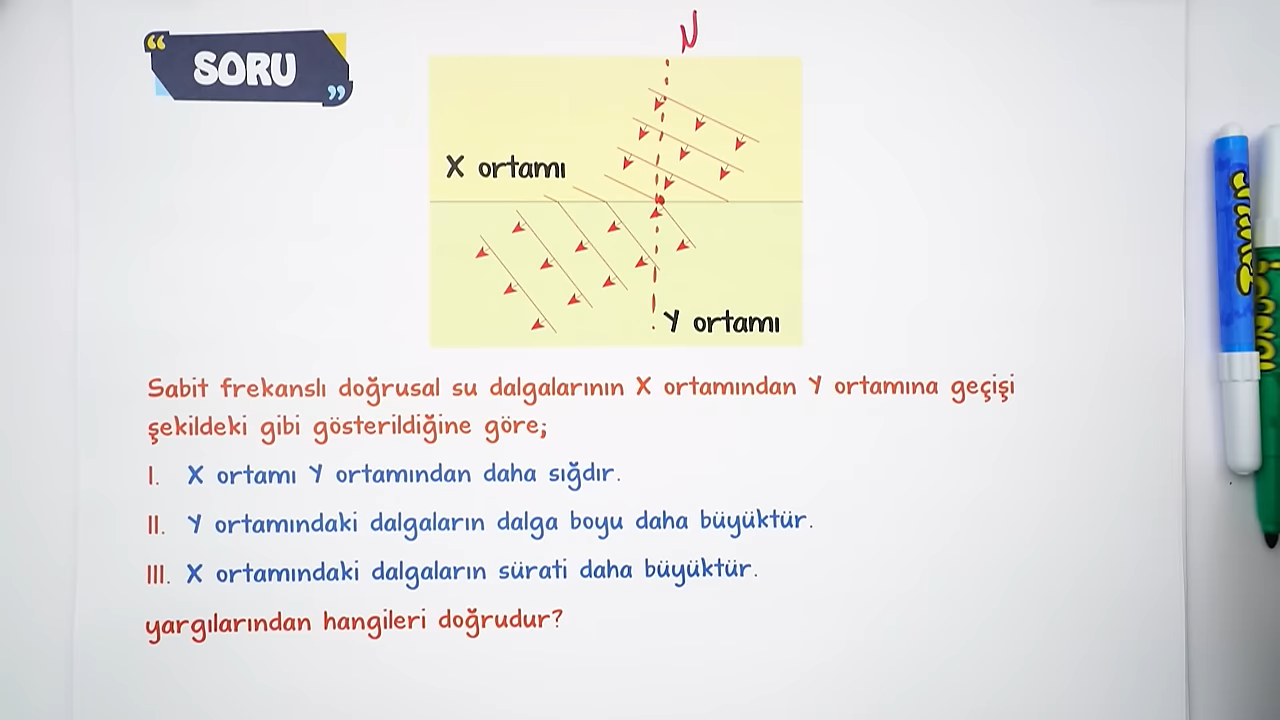 N
“ SORU ”
X ortamı
Y ortamı
Sabit frekanslı doğrusal su dalgalarının X ortamından Y ortamına geçişi
şekildeki gibi gösterildiğine göre;
I. X ortamı Y ortamından daha sığdır.
II. Y ortamındaki dalgaların dalga boyu daha büyüktür.
III. X ortamındaki dalgaların sürati daha büyüktür.
yargılarından hangileri doğrudur?